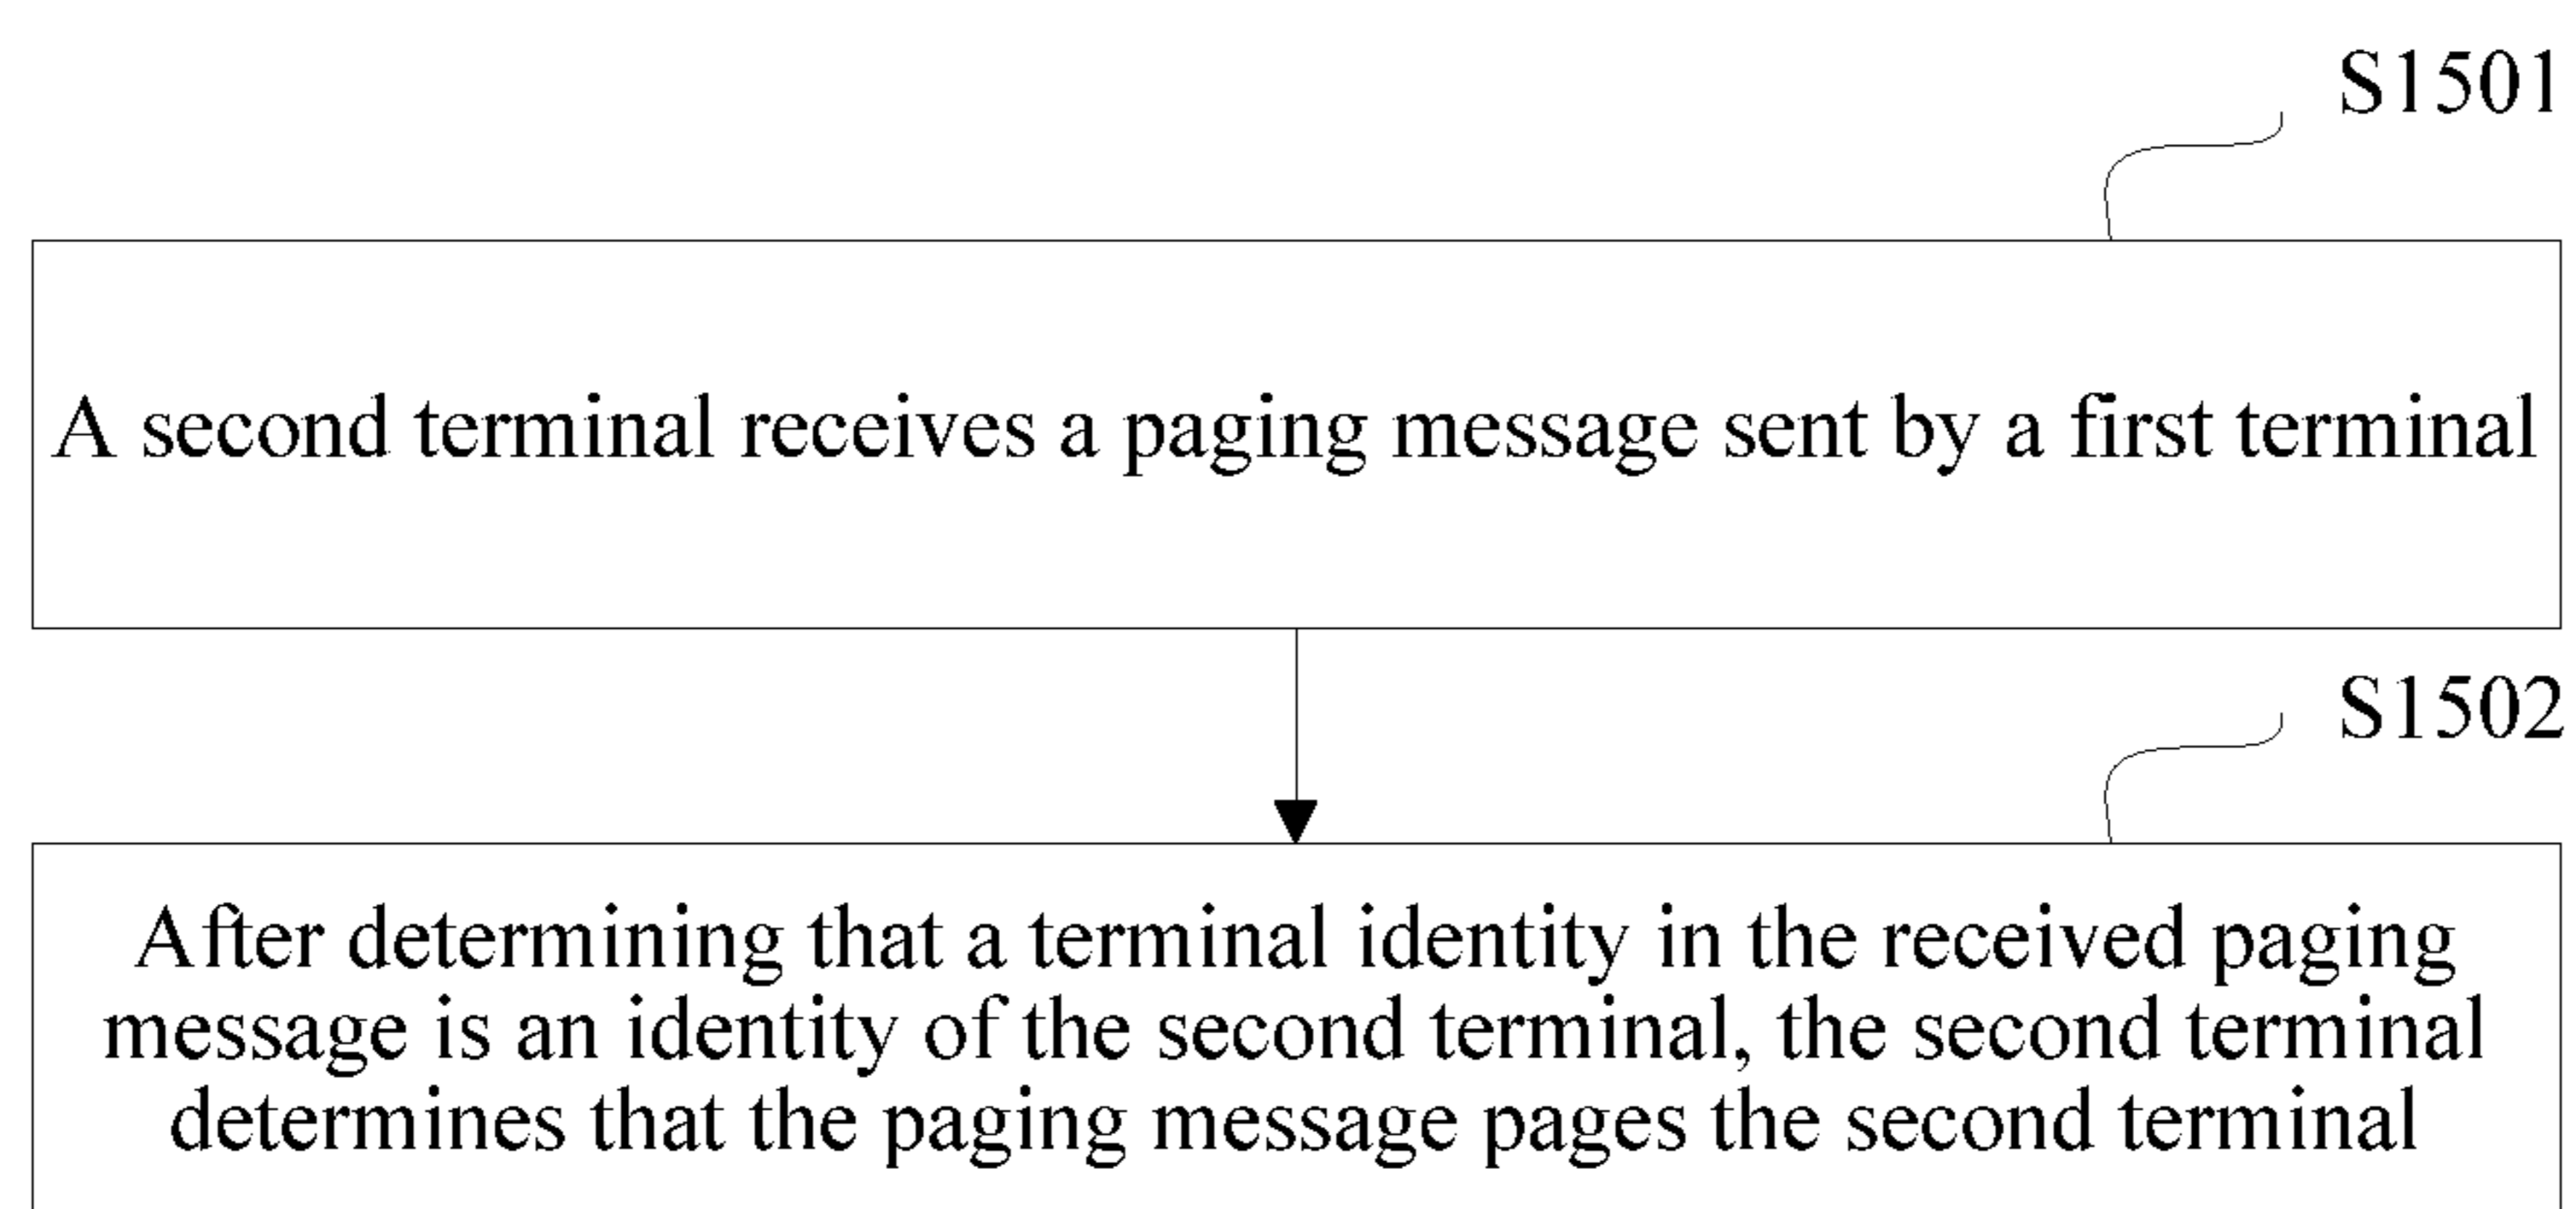 S1501
A second terminal receives a paging message sent by a first terminal
S1502
After determining that a terminal identity in the received paging
message is an identity of the second terminal, the second terminal
determines that the paging message pages the second terminal